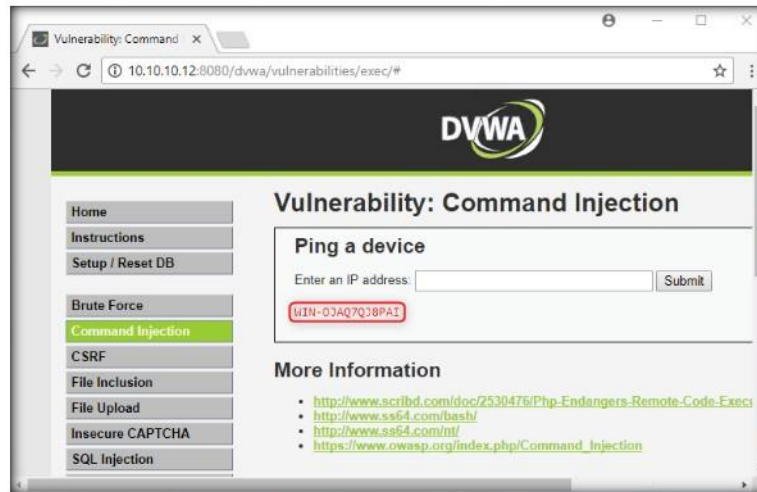 Vulnerability: Command
10.10.10.12:8080/dvwa/vulnerabilities/exec/#
DVWA
Home
Instructions
Setup / Reset DB
Brute Force
Command Injection
CSRF
File Inclusion
File Upload
Insecure CAPTCHA
SQL Injection
Vulnerability: Command Injection
Ping a device
Enter an IP address:
Submit
WIN-OJAQ7QJ8PAI
More Information
http://www.scribd.com/doc/2530476/Php-Endangers-Remote-Code-Execu
http://www.ss64.com/bash/
http://www.ss64.com/nt/
https://www.owasp.org/index.php/Command_Injection